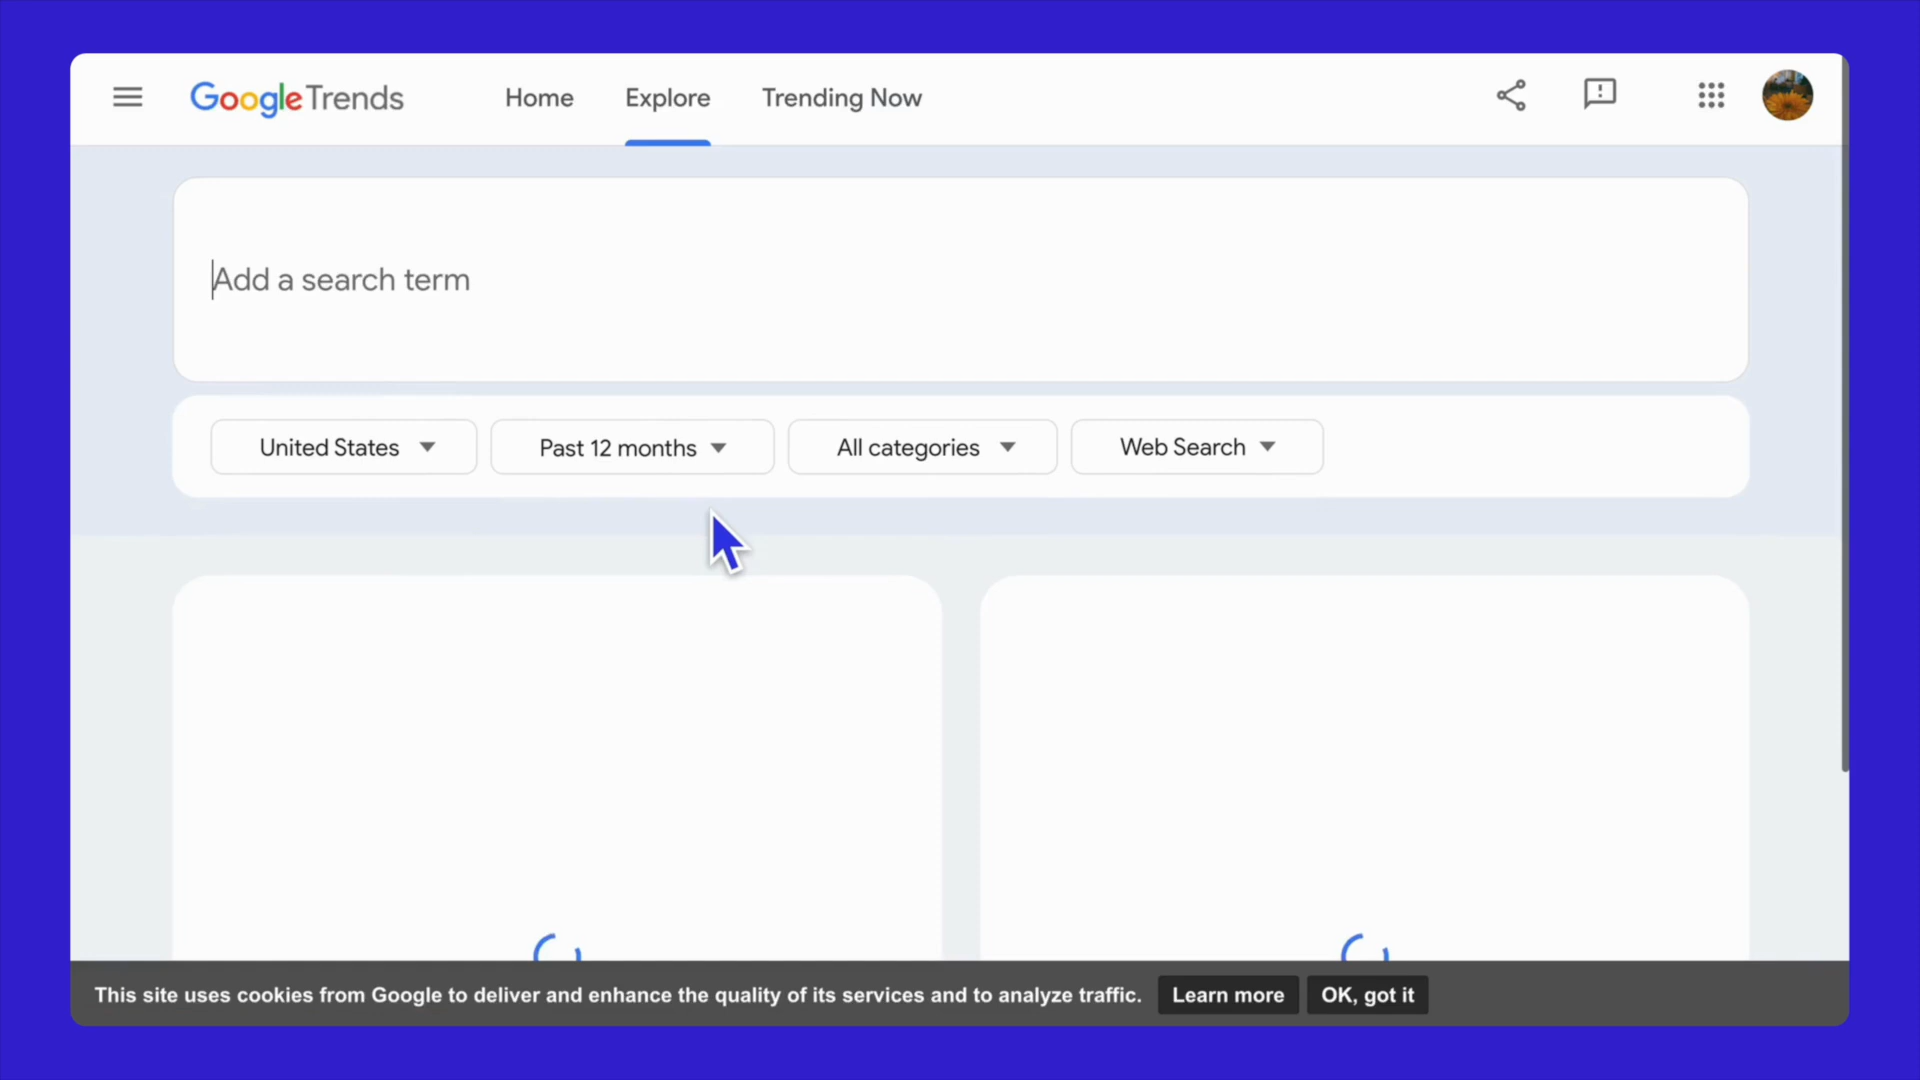 Google Trends Home Explore Trending Now
Add a search term
United States Past 12 months All categories Web Search
This site uses cookies from Google to deliver and enhance the quality of its services and to analyze traffic. Learn more OK, got it